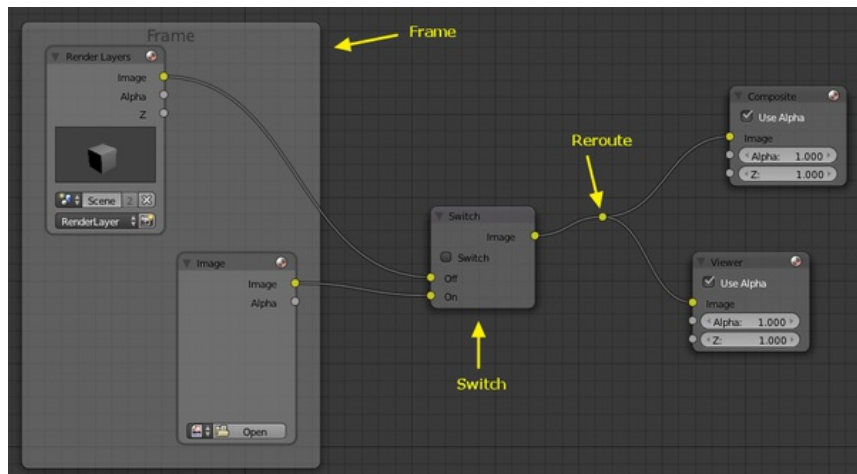 Frame
Frame
Render Layers
Image
Alpha
Z
Scene 2
RenderLayer
Image
Image
Alpha
Open
Switch
Image
Switch
Off
On
Switch
Reroute
Composite
Use Alpha
Image
Alpha: 1.000
Z: 1.000
Viewer
Use Alpha
Image
Alpha: 1.000
Z: 1.000